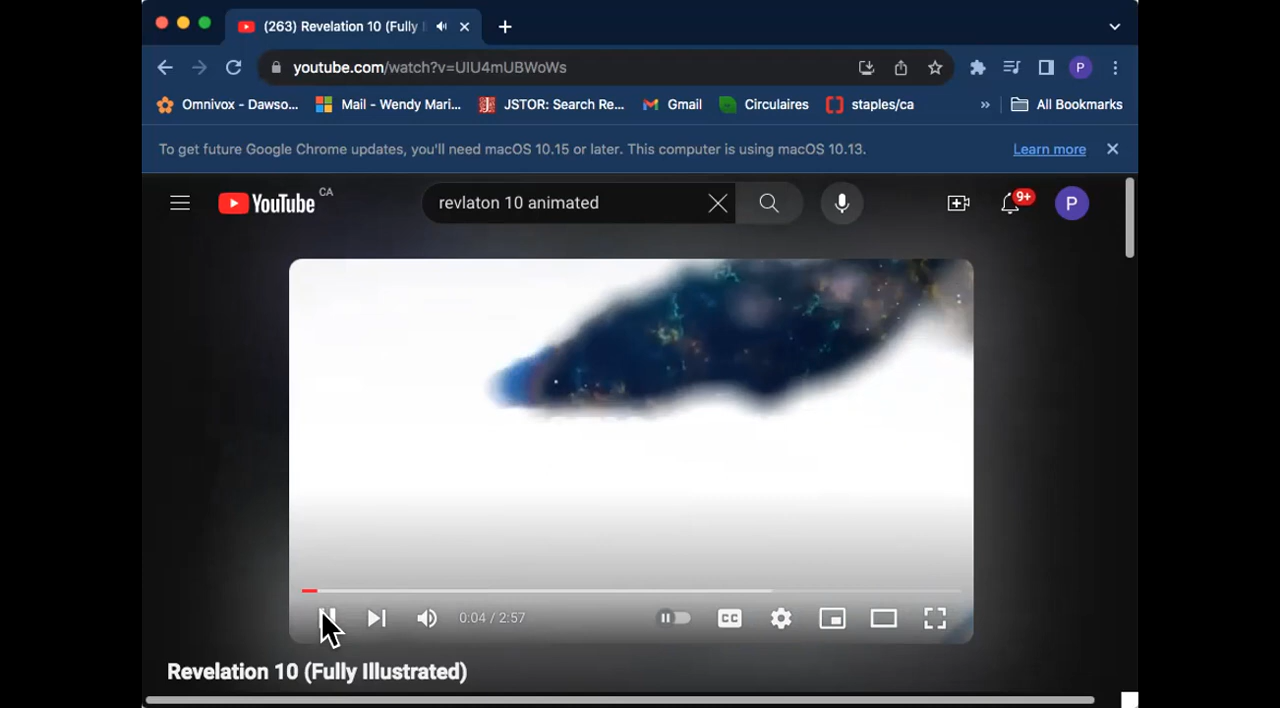 (263) Revelation 10 (Fully
youtube.com/watch?v=UIU4mUBWoWs
P
Omnivox - Dawso...
Mail - Wendy Mari...
JSTOR: Search Re...
Gmail
Circulaires
staples/ca
»
All Bookmarks
To get future Google Chrome updates, you'll need macOS 10.15 or later. This computer is using macOS 10.13.
Learn more
YouTube CA
revlaton 10 animated
9+
P
0:04 / 2:57
CC
Revelation 10 (Fully Illustrated)